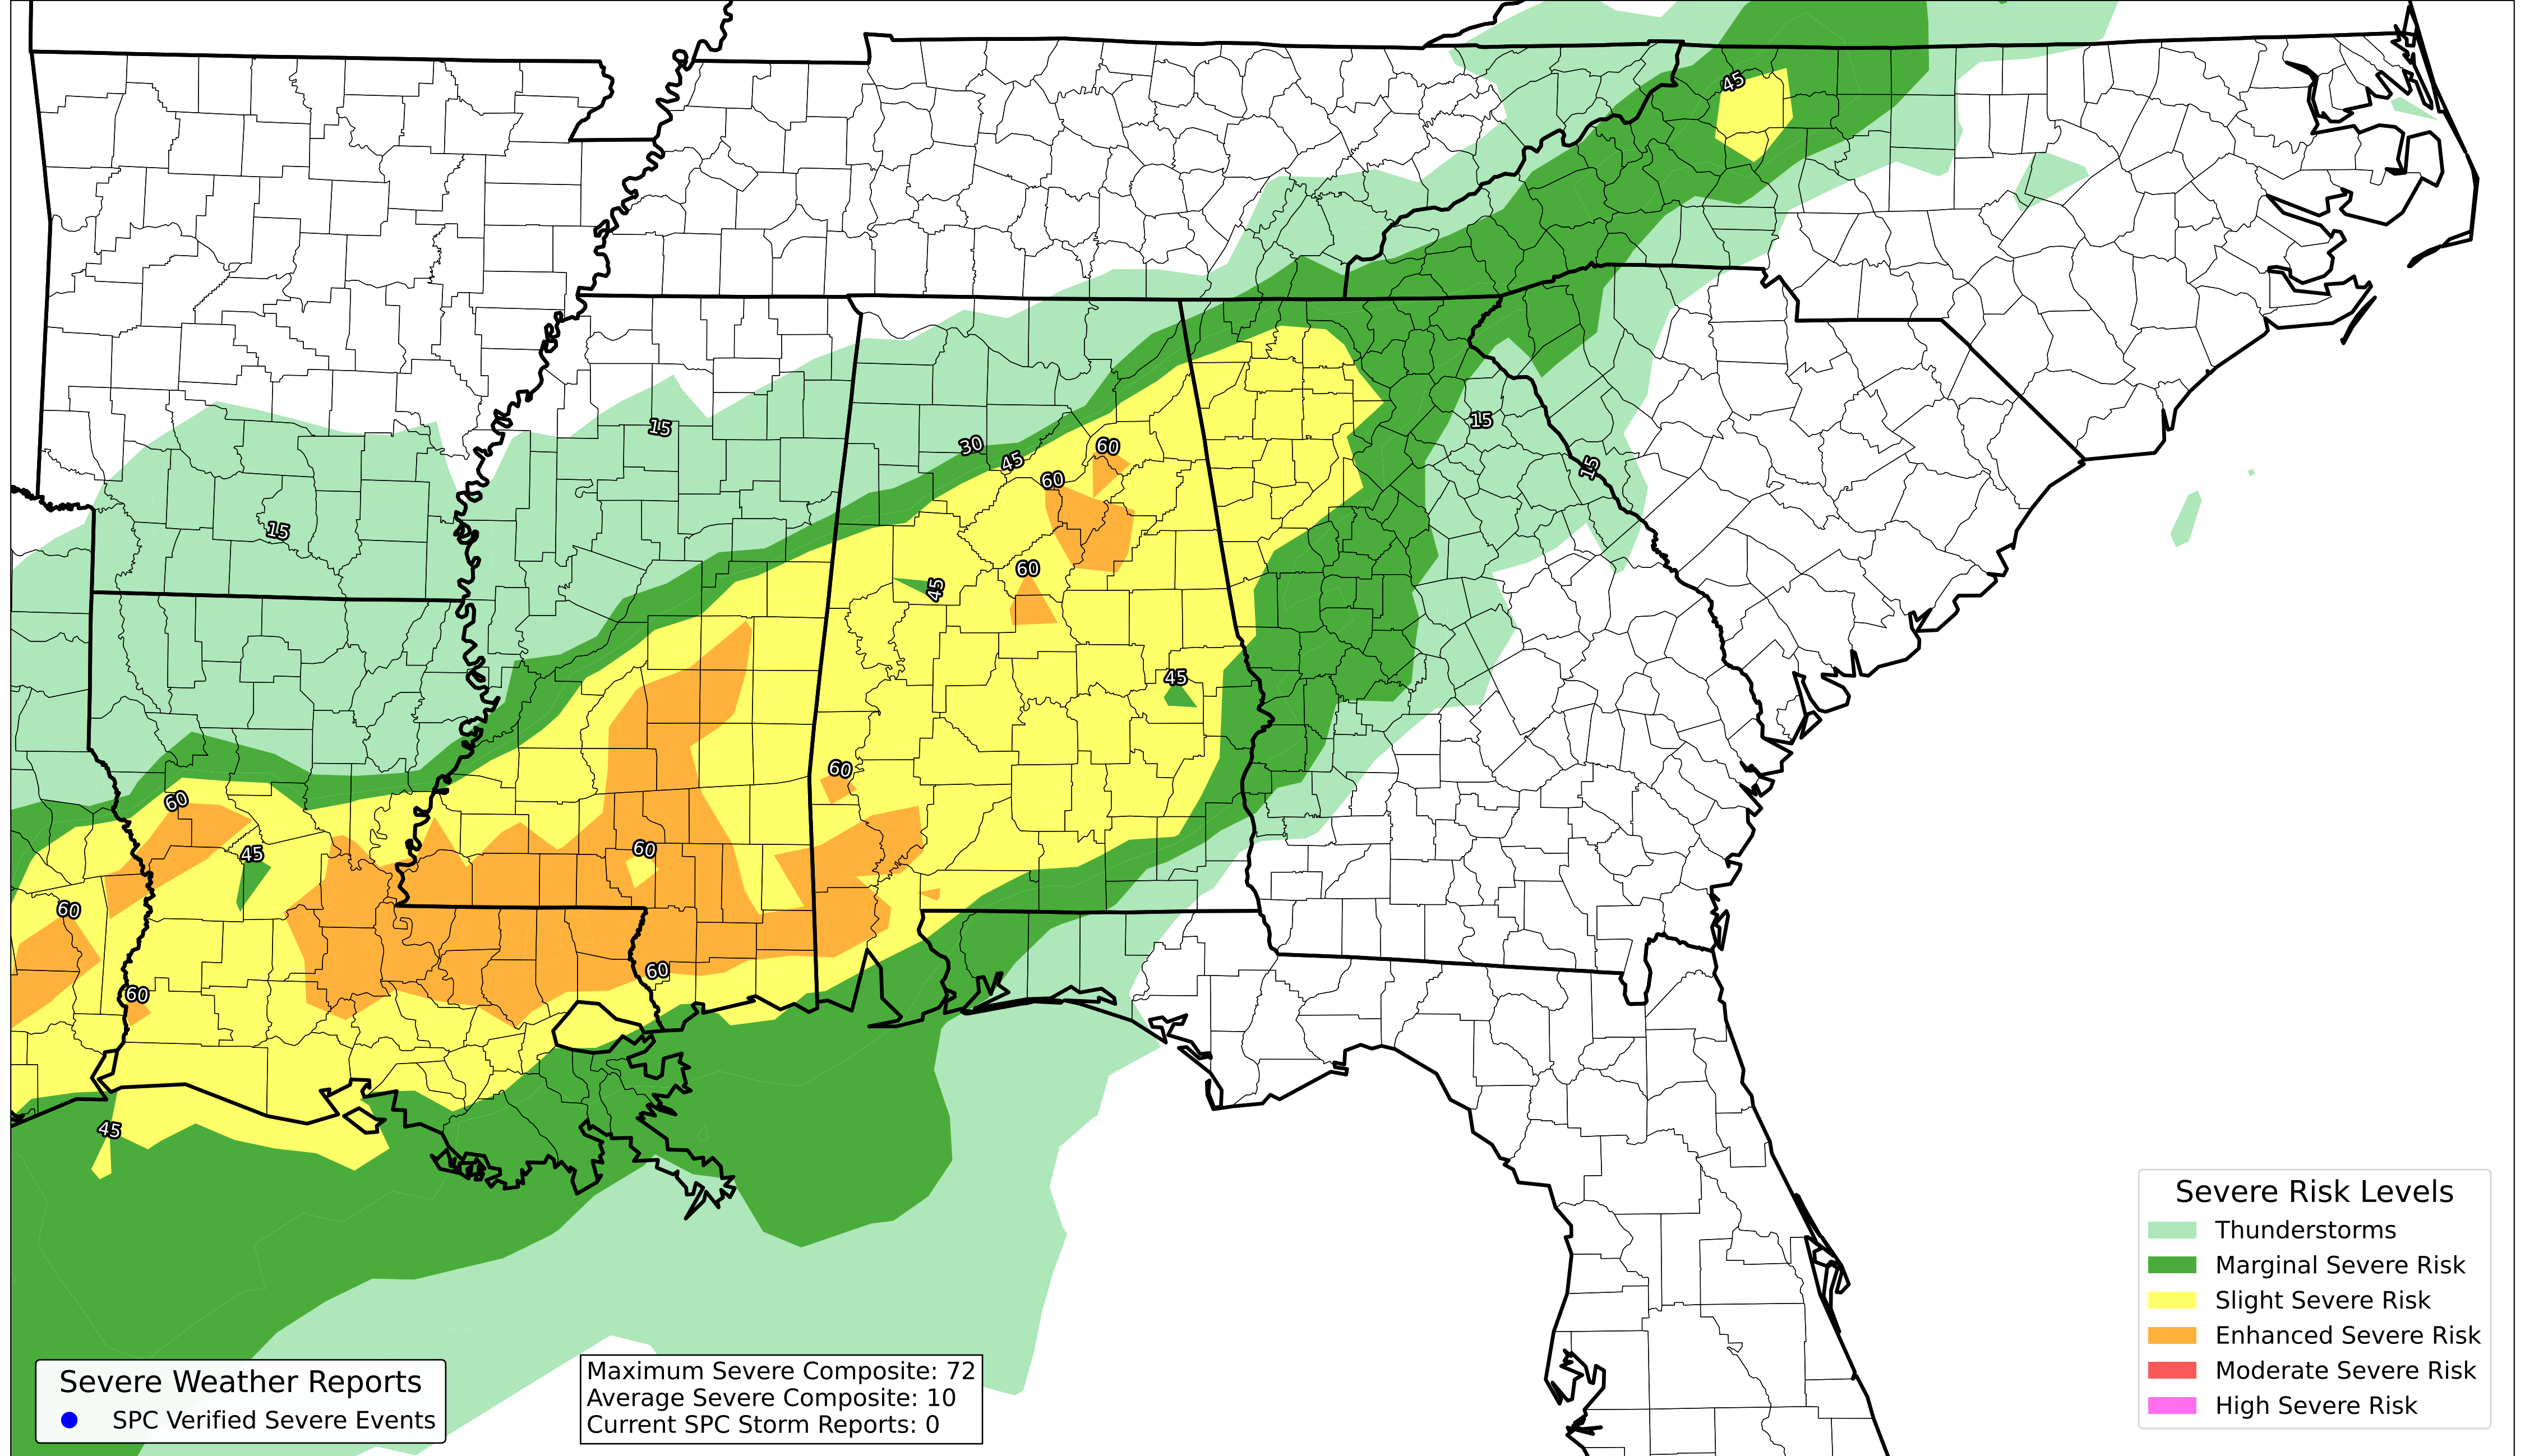 45
15
15
30
45
60
60
15
15
60
45
45
60
60
60
45
60
60
60
45
Severe Risk Levels
Thunderstorms
Marginal Severe Risk
Slight Severe Risk
Enhanced Severe Risk
Moderate Severe Risk
High Severe Risk
Severe Weather Reports
SPC Verified Severe Events
Maximum Severe Composite: 72
Average Severe Composite: 10
Current SPC Storm Reports: 0